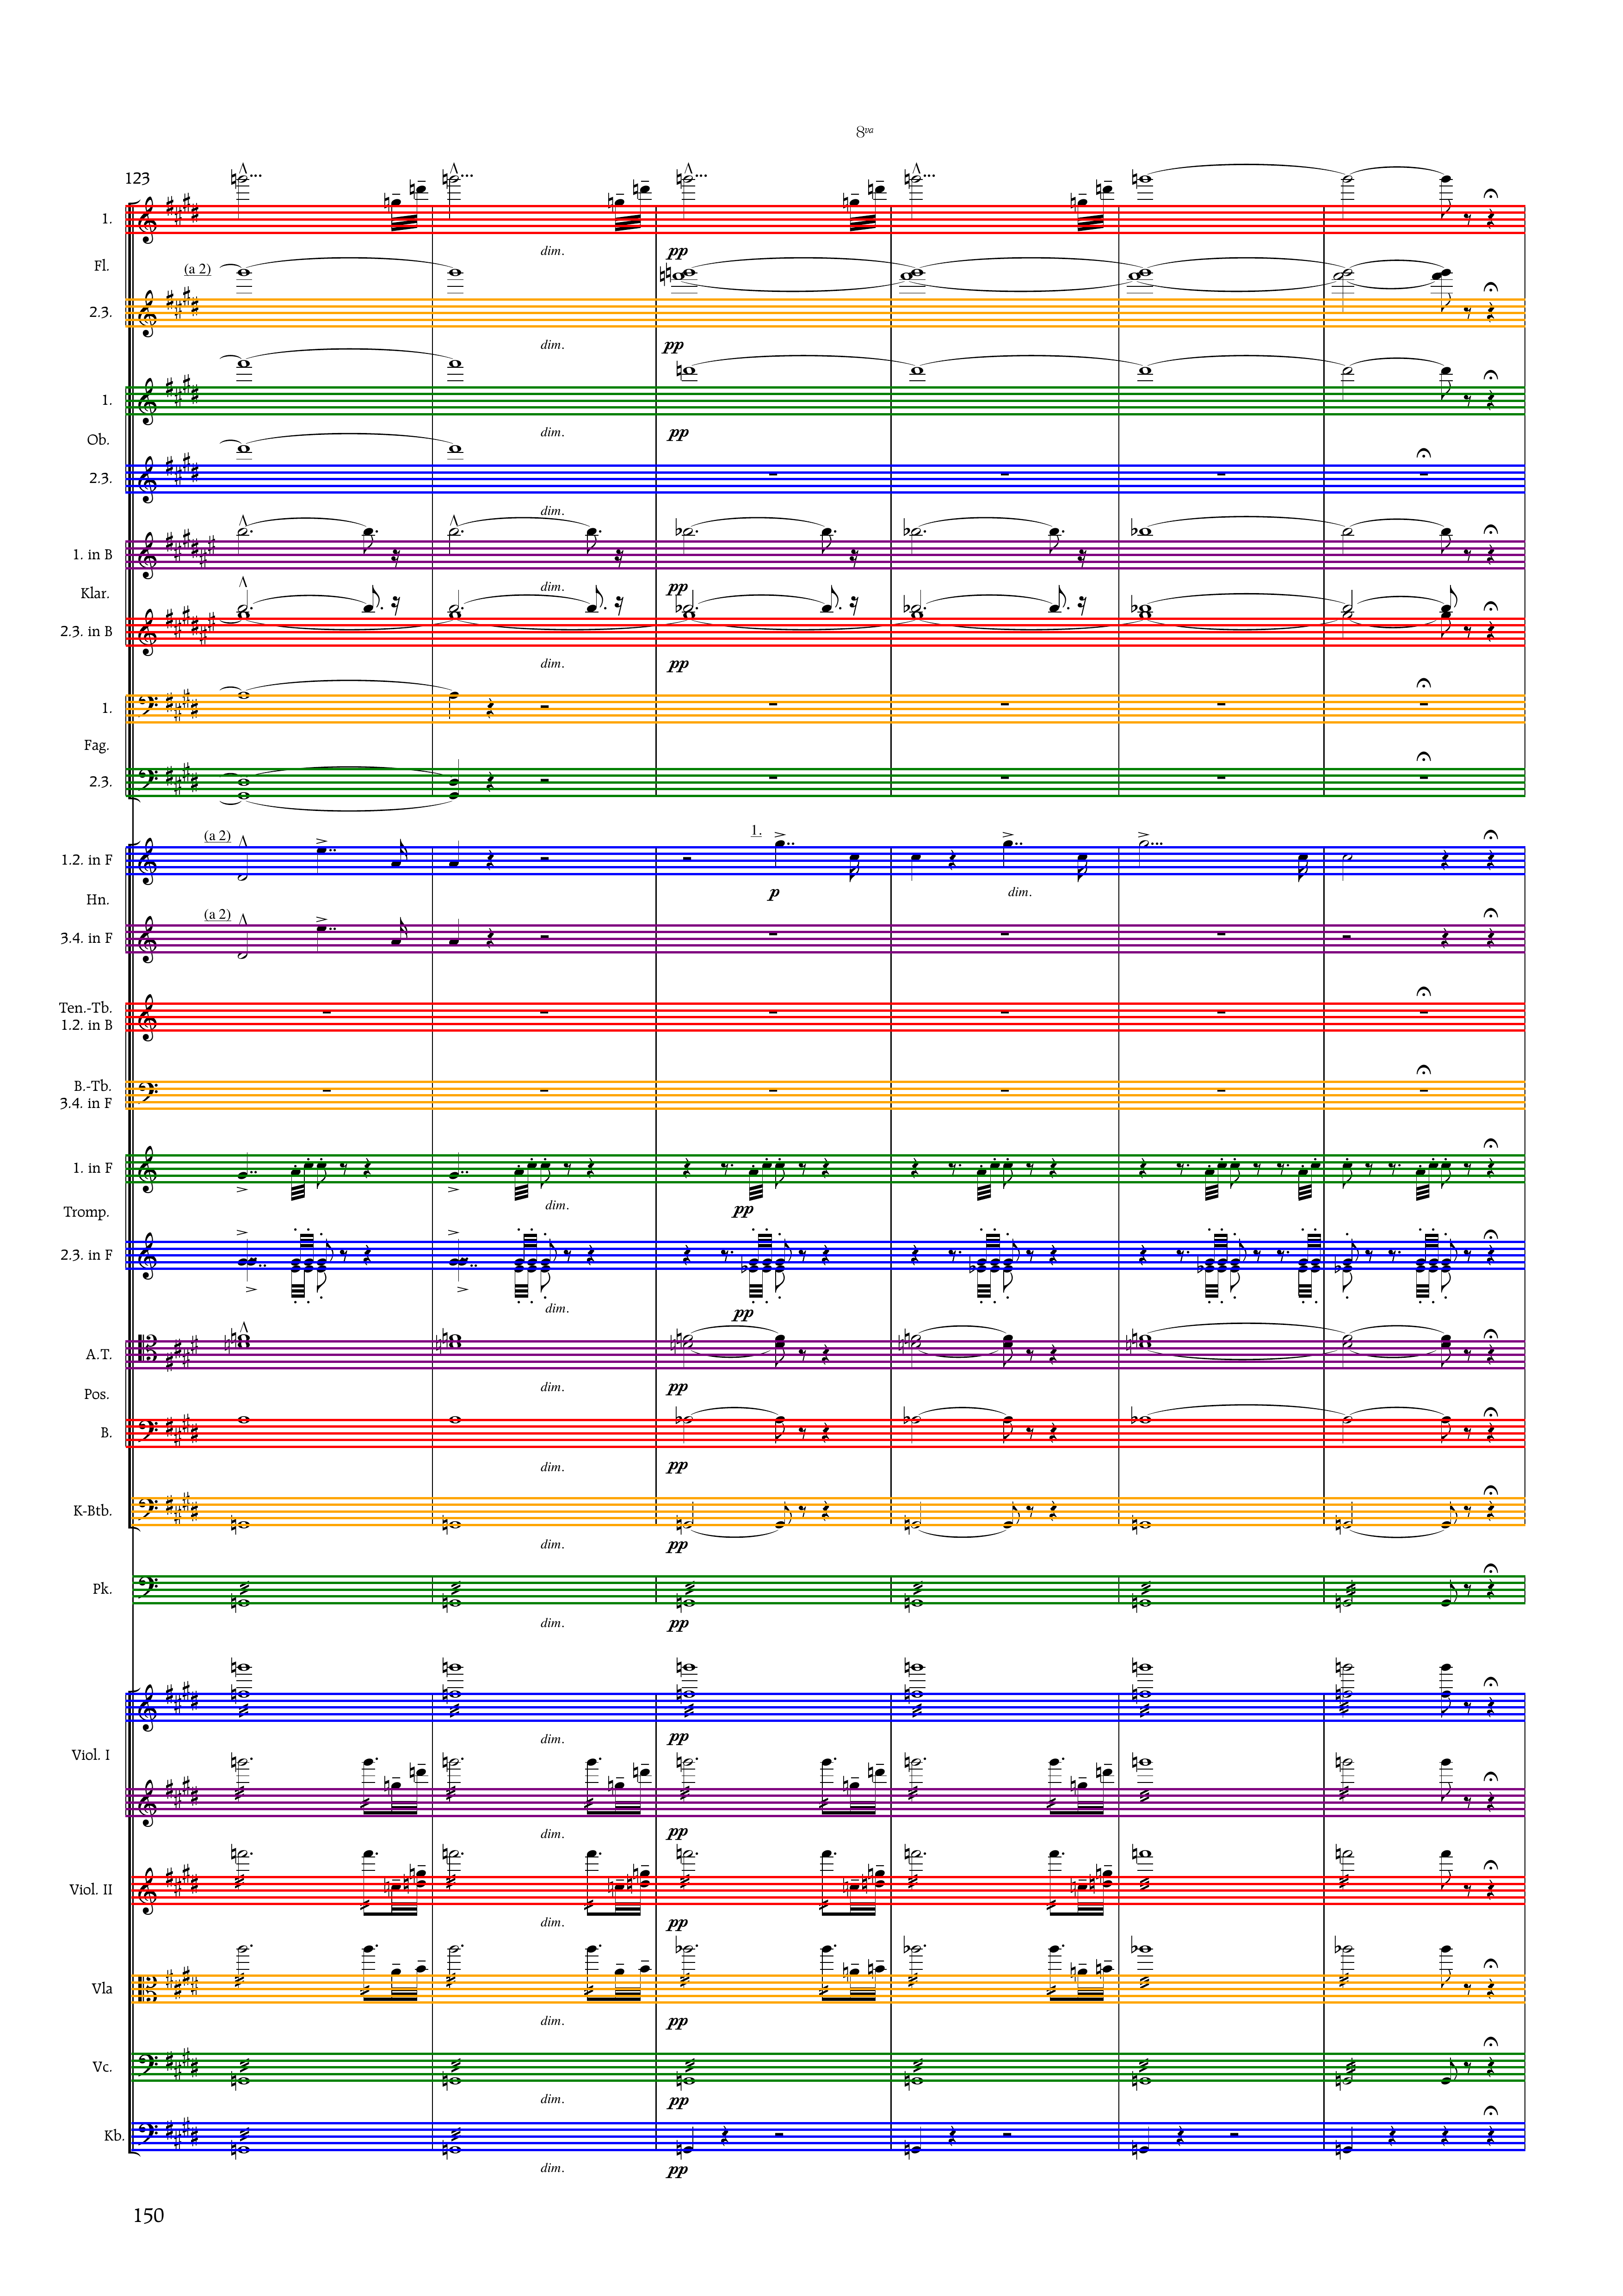 8va
123
1.
dim.
pp
Fl.
(a 2)
2.3.
dim.
pp
1.
dim.
pp
Ob.
2.3.
dim.
1. in B
dim.
pp
Klar.
2.3. in B
dim.
pp
1.
Fag.
2.3.
(a 2)
1.
1.2. in F
p
dim.
Hn.
(a 2)
3.4. in F
Ten.-Tb.
1.2. in B
B.-Tb.
3.4. in F
1. in F
dim.
pp
Tromp.
2.3. in F
dim.
pp
A.T.
dim.
pp
Pos.
B.
dim.
pp
K-Btb.
dim.
pp
Pk.
dim.
pp
dim.
pp
Viol. I
dim.
pp
Viol. II
dim.
pp
Vla
dim.
pp
Vc.
dim.
pp
Kb.
dim.
pp
150